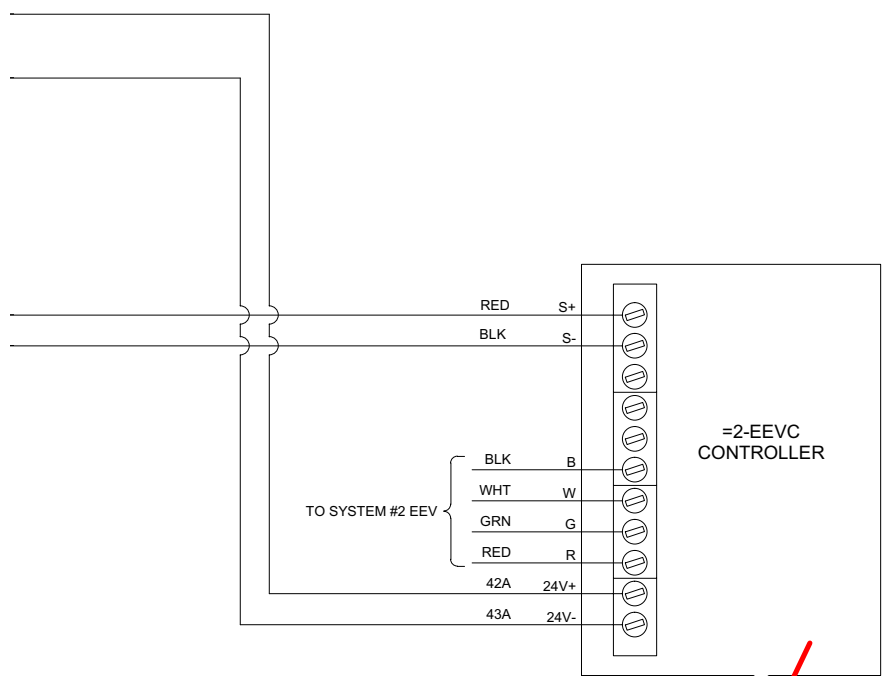 RED S+
BLK S-
=2-EEVC
CONTROLLER
BLK B
WHT W
TO SYSTEM #2 EEV
GRN G
RED R
42A 24V+
43A 24V-